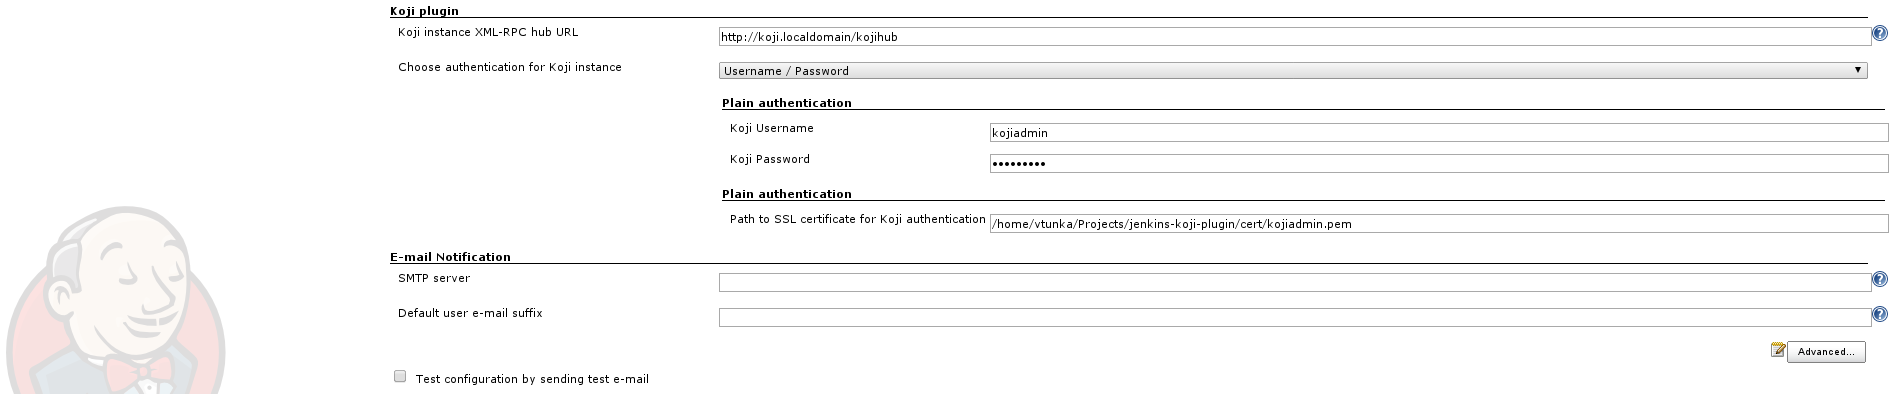 Koji plugin
Koji instance XML-RPC hub URL
http://koji.localdomain/kojihub
Choose authentication for Koji instance
Username / Password
Plain authentication
Koji Username
kojiadmin
Koji Password
•••••••••
Plain authentication
Path to SSL certificate for Koji authentication
/home/vtunka/Projects/jenkins-koji-plugin/cert/kojiadmin.pem
E-mail Notification
SMTP server
Default user e-mail suffix
Advanced...
Test configuration by sending test e-mail